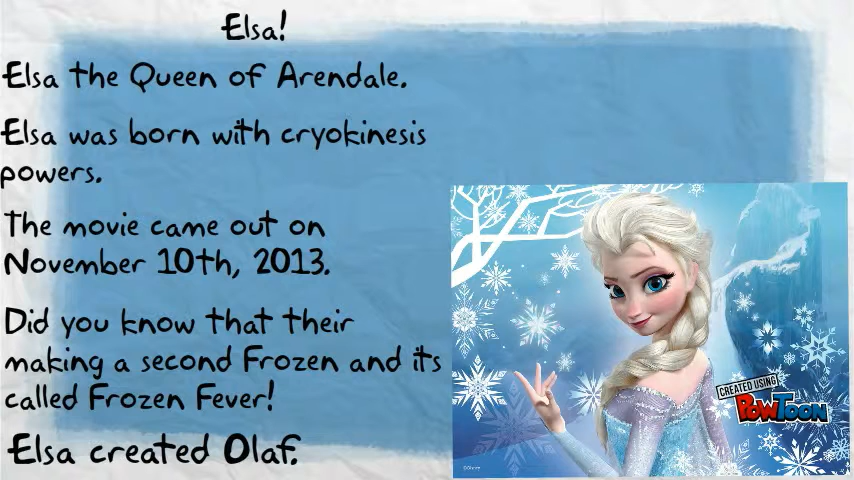 Elsa!
Elsa the Queen of Arendale.
Elsa was born with cryokinesis
powers.
The movie came out on
November 10th, 2013.
Did you know that their
making a second Frozen and its
called Frozen Fever!
Elsa created Olaf.
CREATED USING
POWTOON